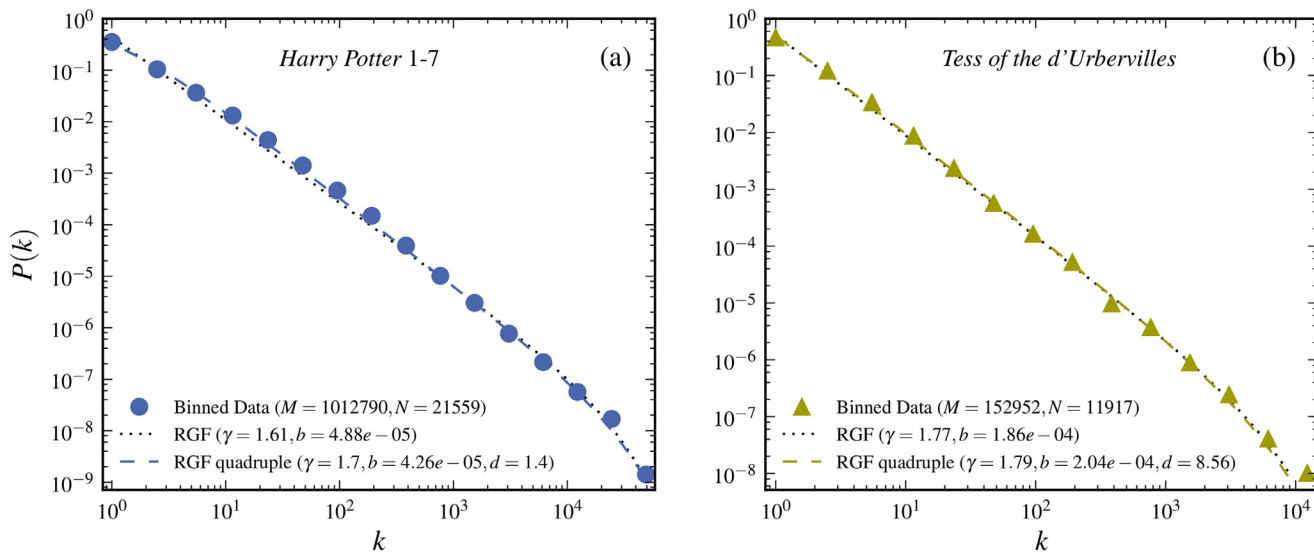 Harry Potter 1-7
(a)
P(k)
10^0
10^−1
10^−2
10^−3
10^−4
10^−5
10^−6
10^−7
10^−8
10^−9
Binned Data (M = 1012790, N = 21559)
RGF (γ = 1.61, b = 4.88e − 05)
RGF quadruple (γ = 1.7, b = 4.26e − 05, d = 1.4)
10^0 10^1 10^2 10^3 10^4
k
Tess of the d'Urbervilles
(b)
10^0
10^−1
10^−2
10^−3
10^−4
10^−5
10^−6
10^−7
10^−8
Binned Data (M = 152952, N = 11917)
RGF (γ = 1.77, b = 1.86e − 04)
RGF quadruple (γ = 1.79, b = 2.04e − 04, d = 8.56)
10^0 10^1 10^2 10^3 10^4
k